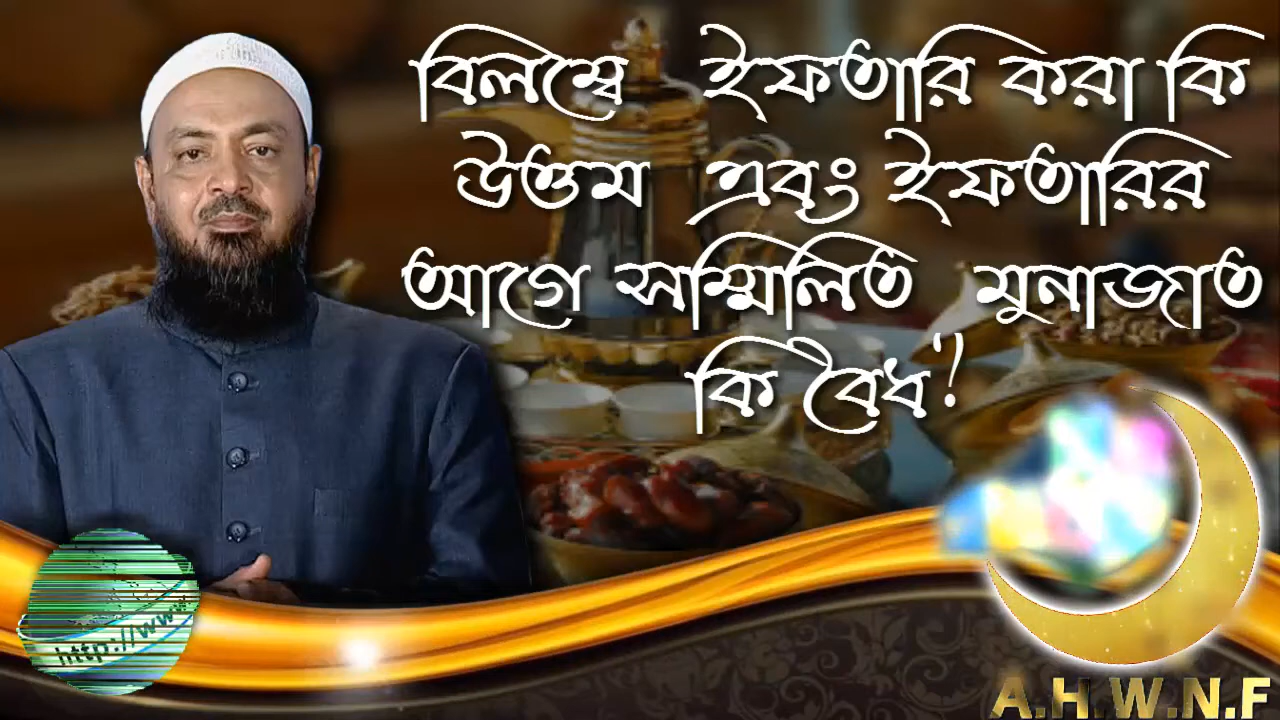 বিলম্বে ইফতারি করা কি
উত্তম এবং ইফতারির
আগে সম্মিলিত মুনাজাত
কি বৈধ?
http://www
A.H.W.N.F